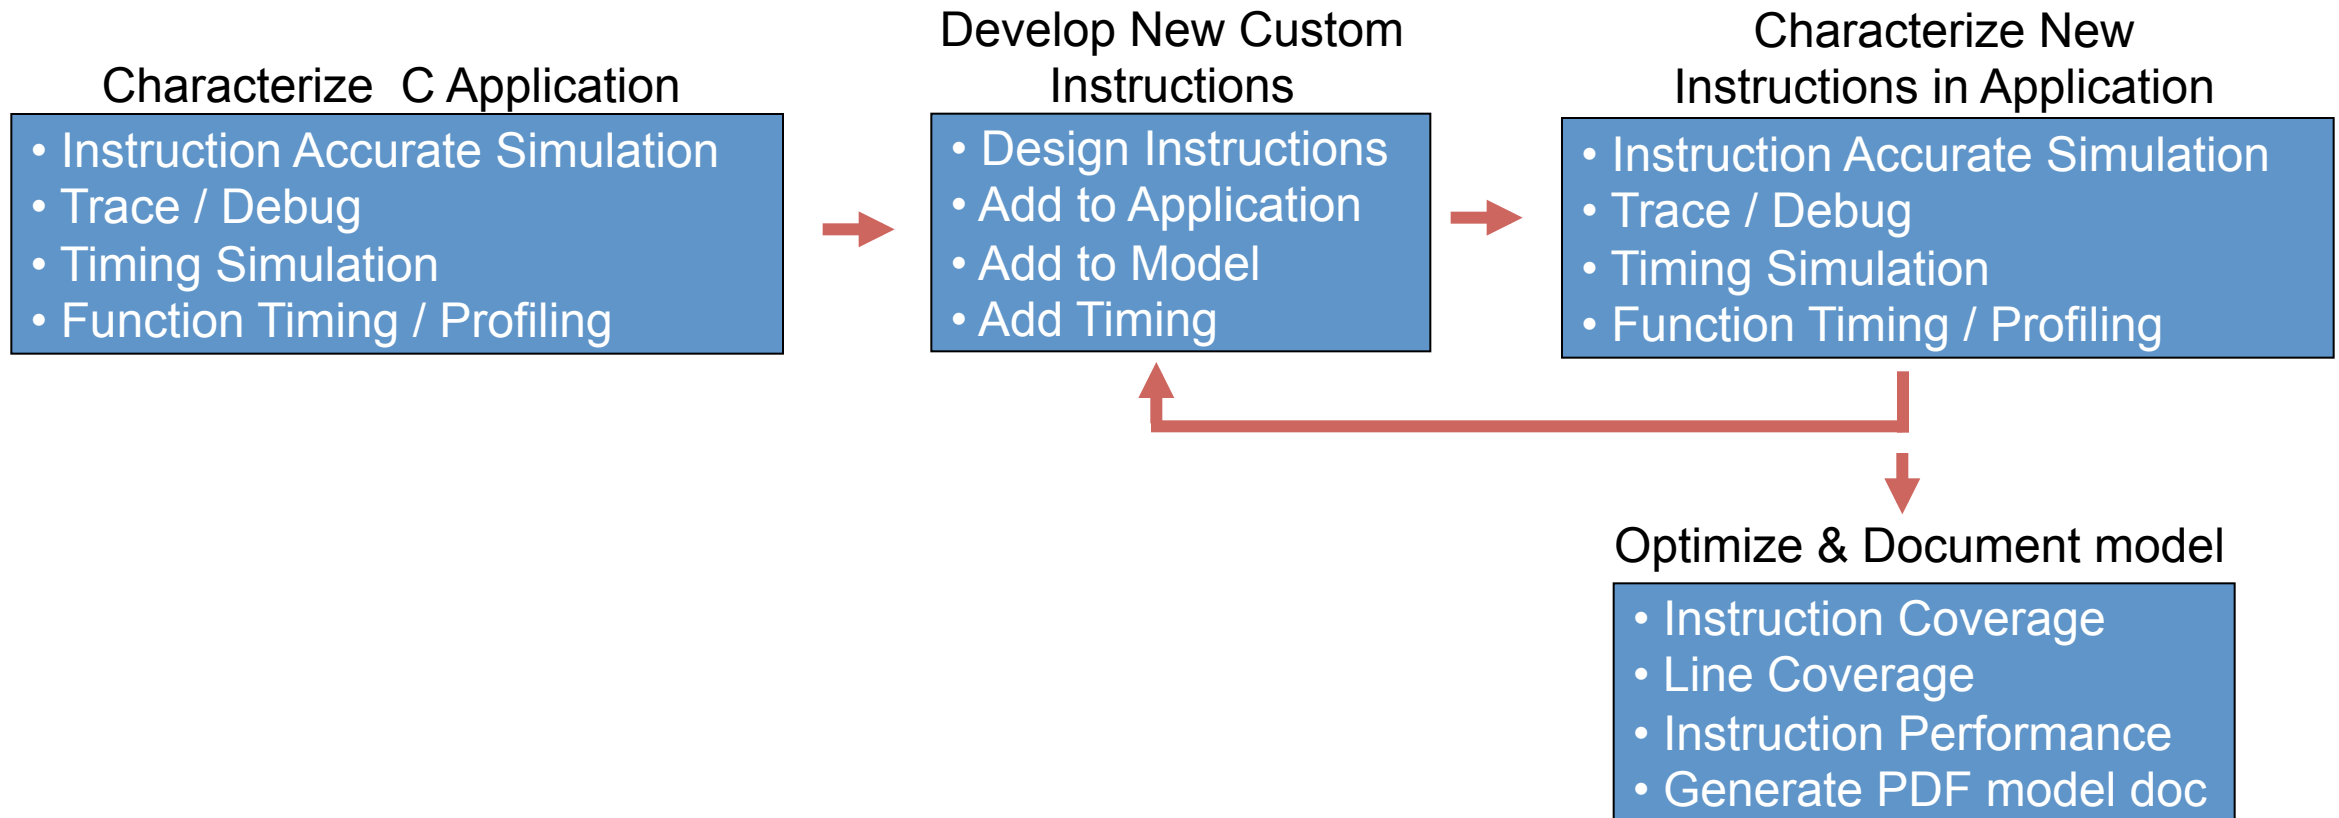 Characterize  C Application
• Instruction Accurate Simulation
• Trace / Debug
• Timing Simulation
• Function Timing / Profiling
Develop New Custom
Instructions
• Design Instructions
• Add to Application
• Add to Model
• Add Timing
Characterize New
Instructions in Application
• Instruction Accurate Simulation
• Trace / Debug
• Timing Simulation
• Function Timing / Profiling
Optimize & Document model
• Instruction Coverage
• Line Coverage
• Instruction Performance
• Generate PDF model doc